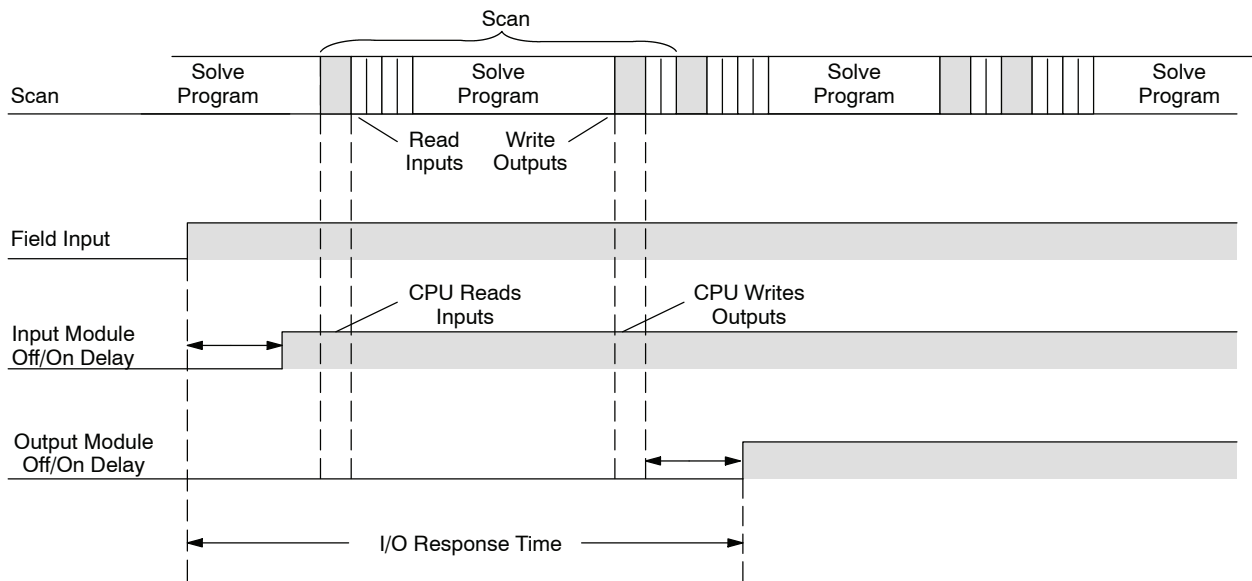 Scan
Scan
Solve
Program
Solve
Program
Solve
Program
Solve
Program
Read
Inputs
Write
Outputs
Field Input
CPU Reads
Inputs
CPU Writes
Outputs
Input Module
Off/On Delay
Output Module
Off/On Delay
I/O Response Time